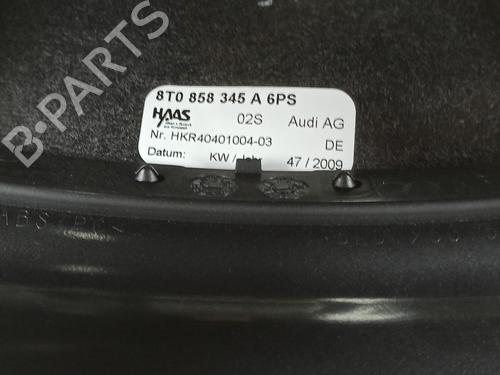 B-PARTS
8T0 858 345 A 6PS
HAAS 02S Audi AG
Nr. HKR40401004-03 DE
Datum: KW / Jahr 47 / 2009